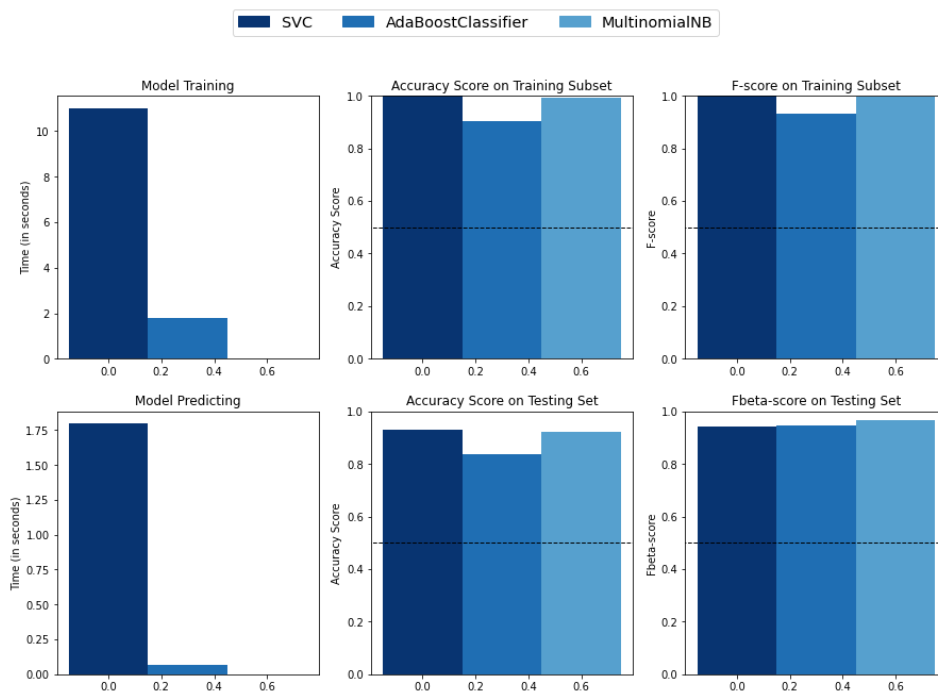 SVC AdaBoostClassifier MultinomialNB
Model Training
Time (in seconds)
10
8
6
4
2
0
0.0 0.2 0.4 0.6
Accuracy Score on Training Subset
Accuracy Score
1.0
0.8
0.6
0.4
0.2
0.0
0.0 0.2 0.4 0.6
F-score on Training Subset
F-score
1.0
0.8
0.6
0.4
0.2
0.0
0.0 0.2 0.4 0.6
Model Predicting
Time (in seconds)
1.75
1.50
1.25
1.00
0.75
0.50
0.25
0.00
0.0 0.2 0.4 0.6
Accuracy Score on Testing Set
Accuracy Score
1.0
0.8
0.6
0.4
0.2
0.0
0.0 0.2 0.4 0.6
Fbeta-score on Testing Set
Fbeta-score
1.0
0.8
0.6
0.4
0.2
0.0
0.0 0.2 0.4 0.6